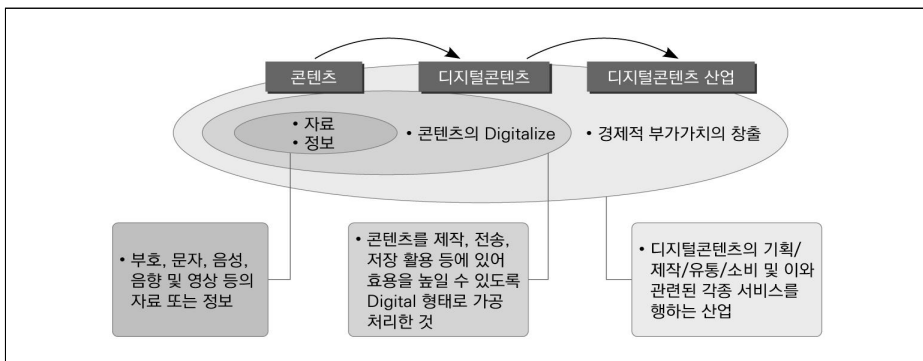 콘텐츠
디지털콘텐츠
디지털콘텐츠 산업
• 자료
• 정보
• 콘텐츠의 Digitalize
• 경제적 부가가치의 창출
• 부호, 문자, 음성,
음향 및 영상 등의
자료 또는 정보
• 콘텐츠를 제작, 전송,
저장 활용 등에 있어
효용을 높일 수 있도록
Digital 형태로 가공
처리한 것
• 디지털콘텐츠의 기획/
제작/유통/소비 및 이와
관련된 각종 서비스를
행하는 산업